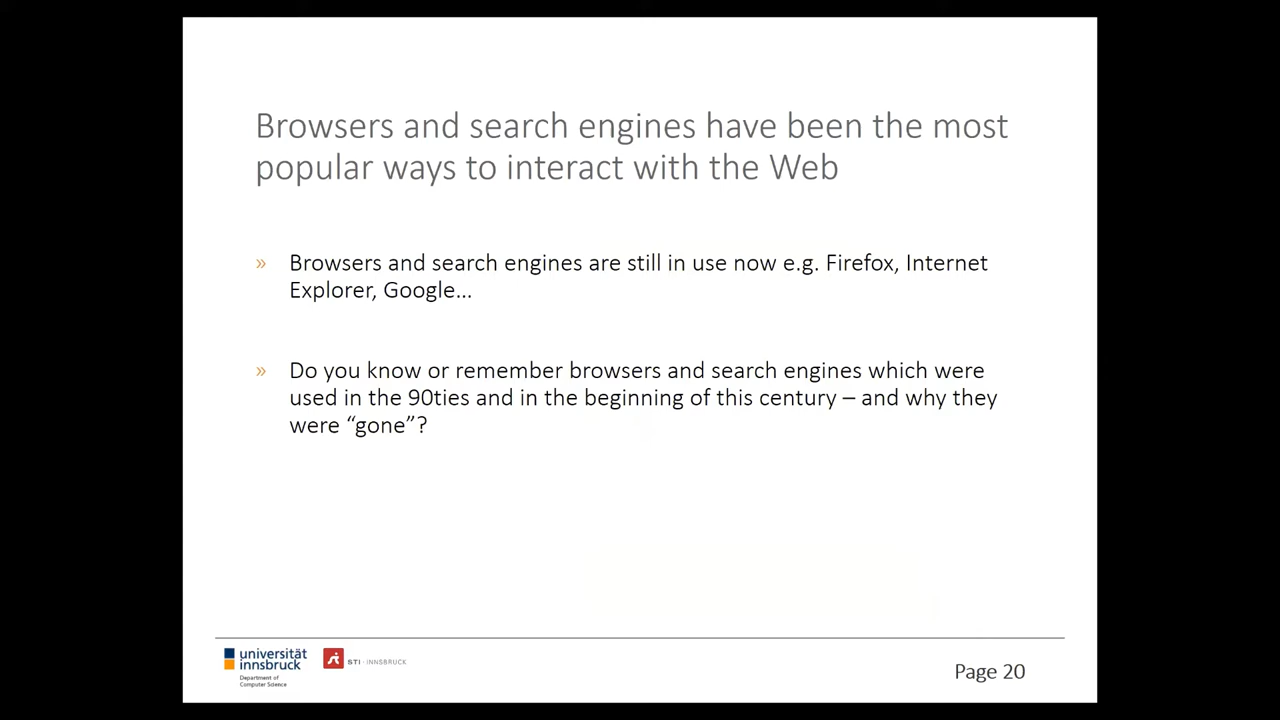 Browsers and search engines have been the most
popular ways to interact with the Web
» Browsers and search engines are still in use now e.g. Firefox, Internet
Explorer, Google...
» Do you know or remember browsers and search engines which were
used in the 90ties and in the beginning of this century – and why they
were “gone”?
universität
innsbruck
Department of
Computer Science
STI · INNSBRUCK
Page 20